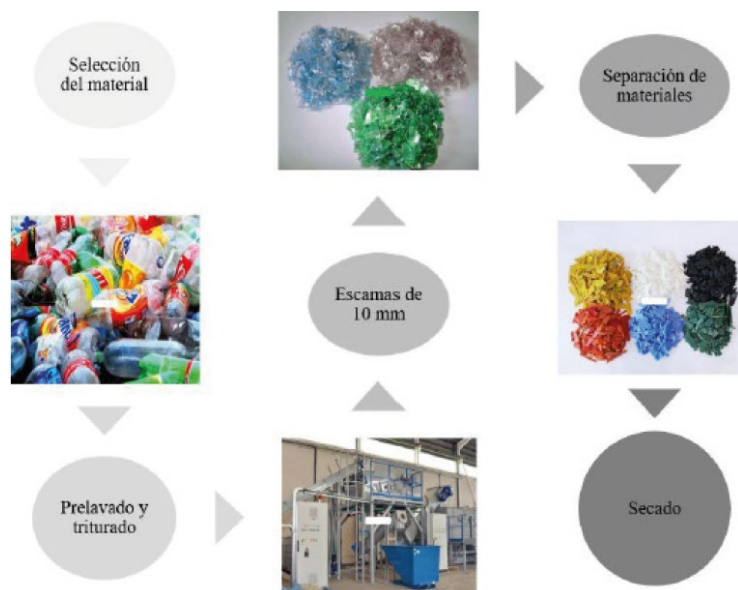 Selección
del material
Prelavado y
triturado
Escamas de
10 mm
Separación de
materiales
Secado